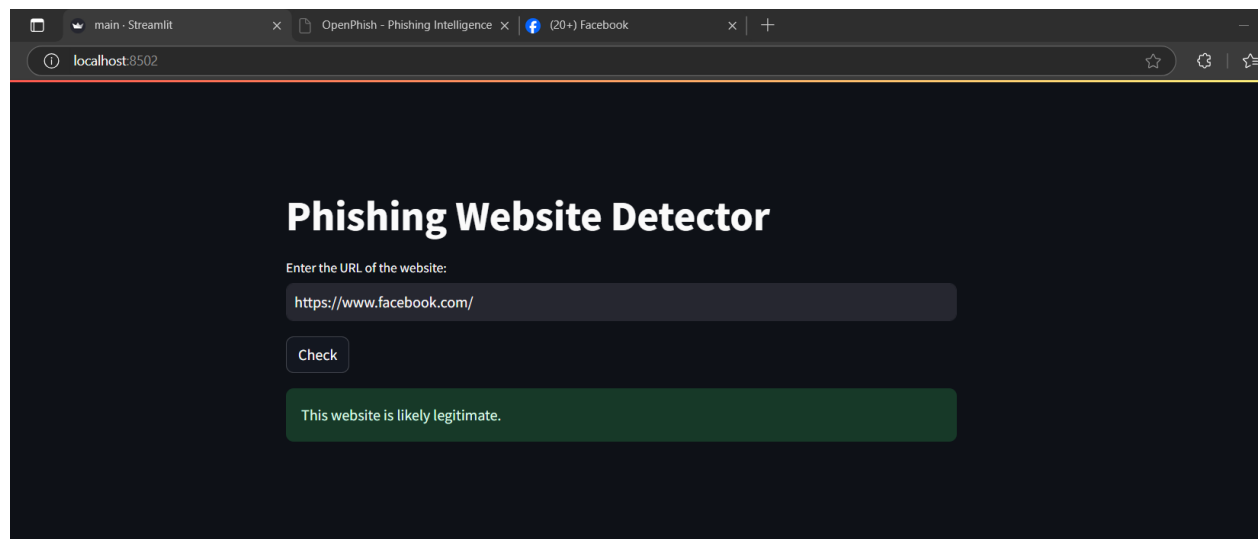 main · Streamlit
OpenPhish - Phishing Intelligence
(20+) Facebook
localhost:8502
Phishing Website Detector
Enter the URL of the website:
https://www.facebook.com/
Check
This website is likely legitimate.